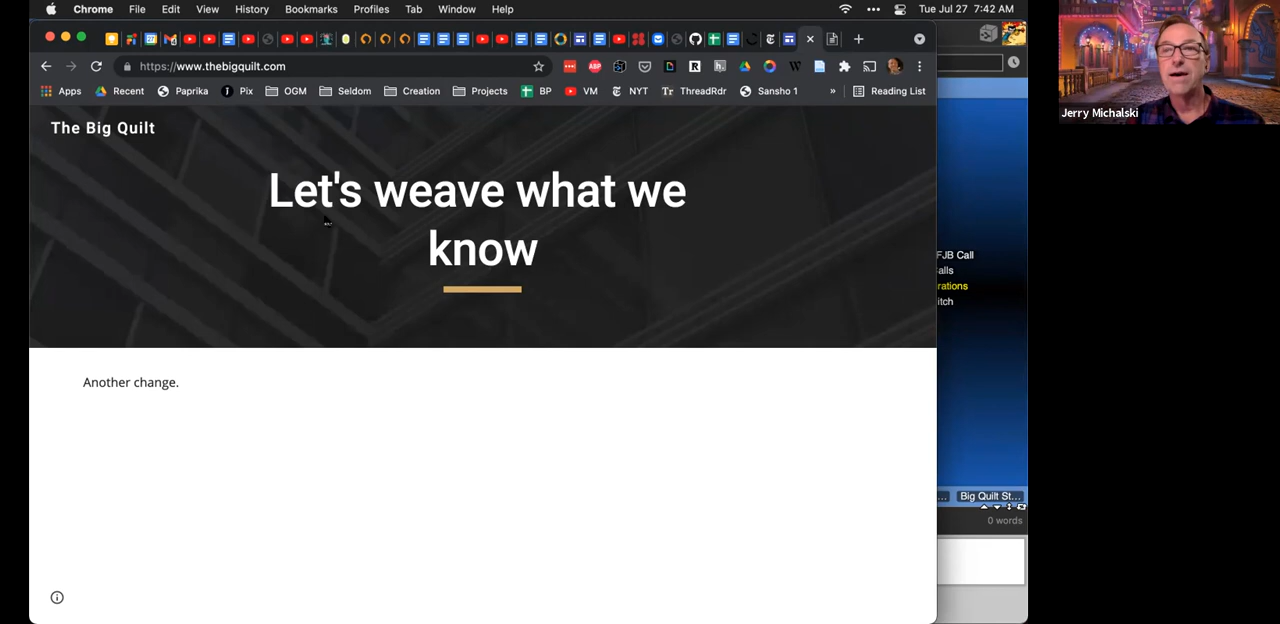 Chrome File Edit View History Bookmarks Profiles Tab Window Help Tue Jul 27 7:42 AM
https://www.thebigquilt.com
Apps Recent Paprika Pix OGM Seldom Creation Projects BP VM NYT ThreadRdr Sansho 1 » Reading List
The Big Quilt
Let's weave what we
know
Another change.
FJB Call
alls
rations
itch
Big Quilt St...
0 words
Jerry Michalski